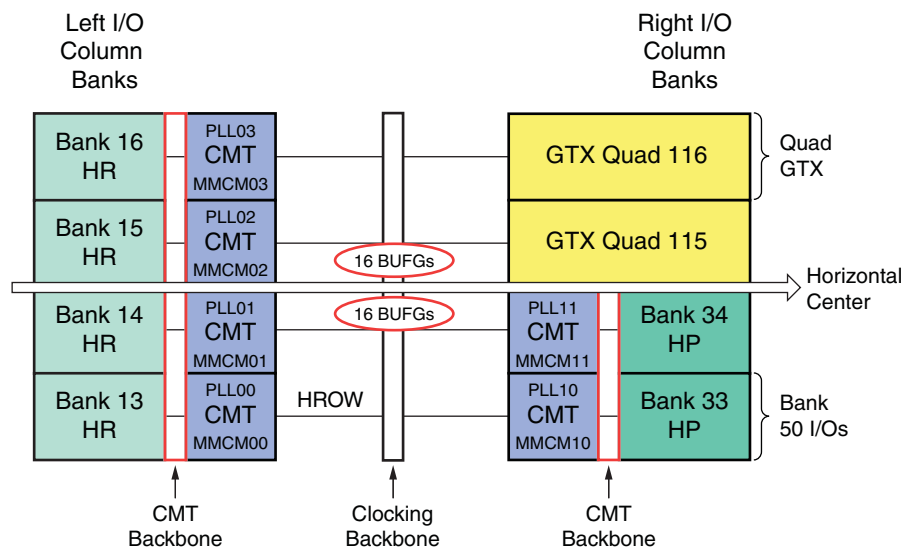 Left I/O
Column
Banks
Right I/O
Column
Banks
Bank 16
HR
PLL03
CMT
MMCM03
GTX Quad 116
Quad
GTX
Bank 15
HR
PLL02
CMT
MMCM02
16 BUFGs
GTX Quad 115
Horizontal
Center
Bank 14
HR
PLL01
CMT
MMCM01
16 BUFGs
PLL11
CMT
MMCM11
Bank 34
HP
Bank 13
HR
PLL00
CMT
MMCM00
HROW
PLL10
CMT
MMCM10
Bank 33
HP
Bank
50 I/Os
CMT
Backbone
Clocking
Backbone
CMT
Backbone